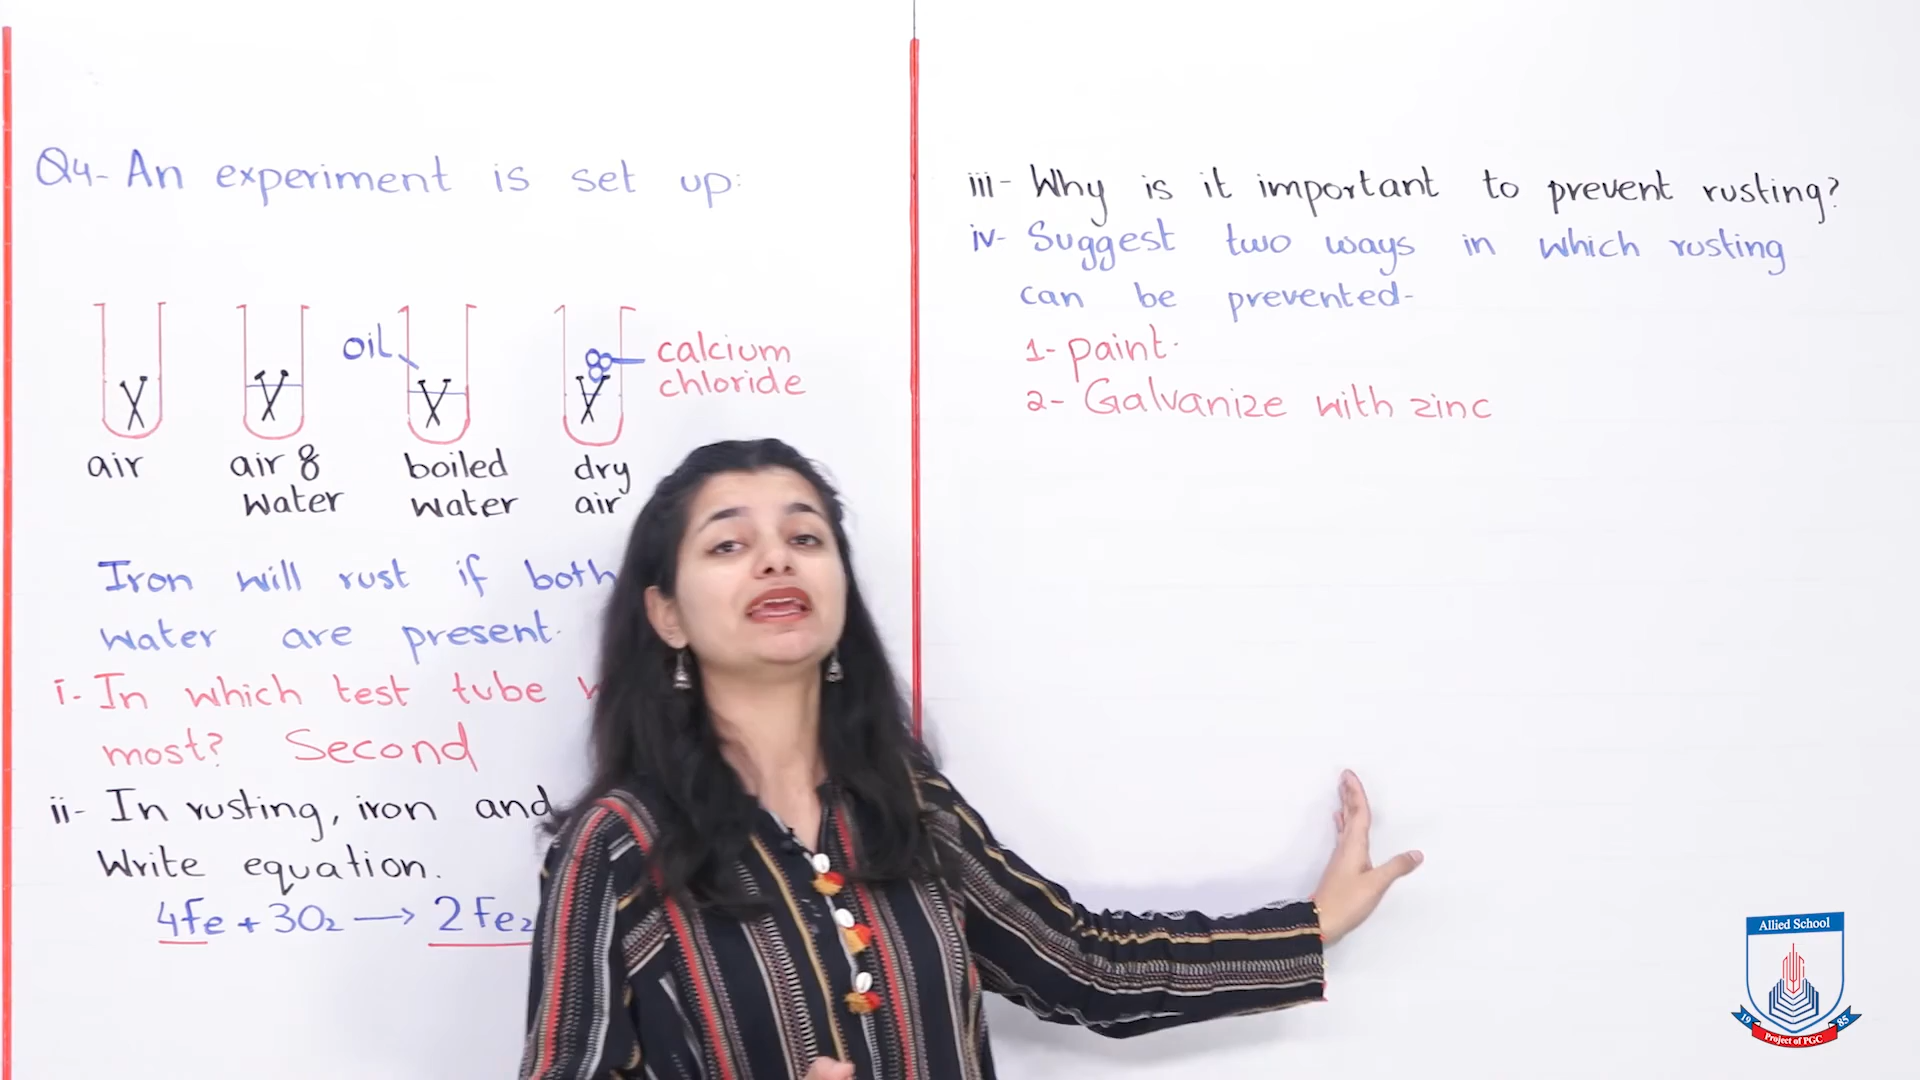 Q4- An experiment is set up:
oil
calcium
chloride
air
air &
water
boiled
water
dry
air
Iron will rust if both
water are present.
i- In which test tube
most? Second
ii- In rusting, iron and
Write equation.
4Fe + 3O₂ → 2Fe₂
iii- Why is it important to prevent rusting?
iv- Suggest two ways in which rusting
can be prevented-
1- paint.
2- Galvanize with zinc
Allied School
19 85
Project of PGC